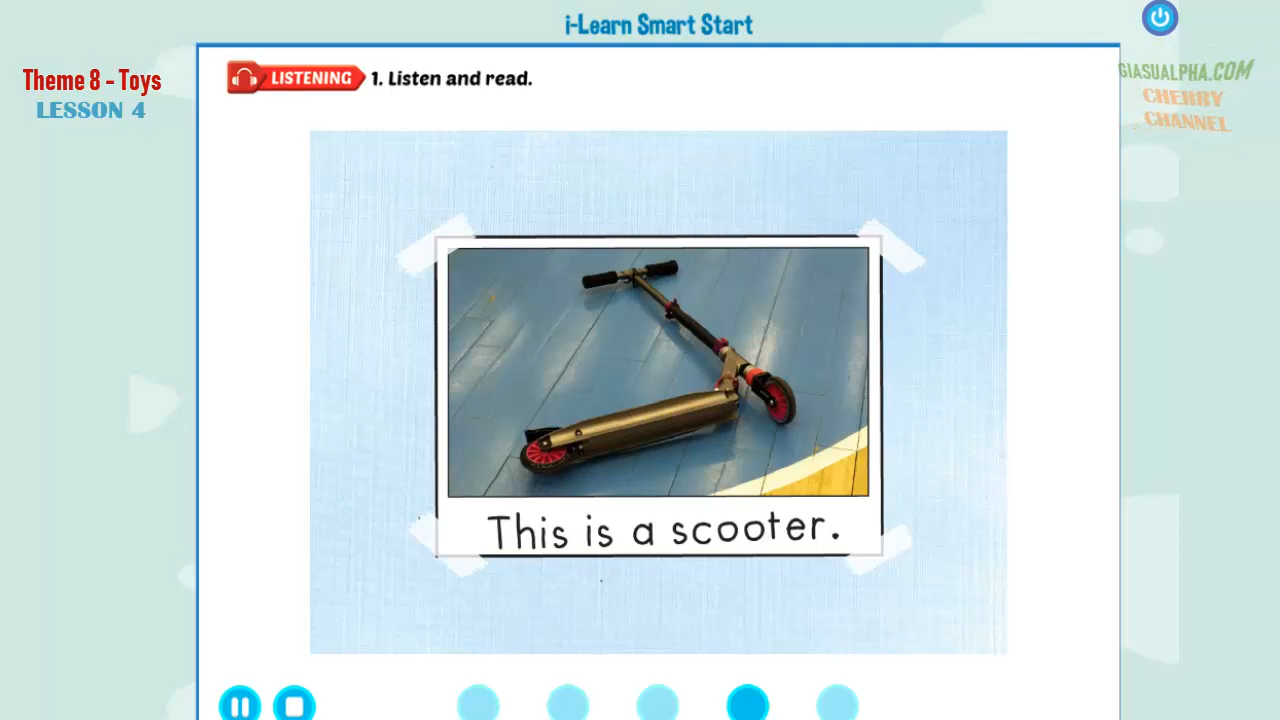 i-Learn Smart Start
Theme 8 - Toys
LESSON 4
LISTENING 1. Listen and read.
GIASUALPHA.COM
CHERRY
CHANNEL
This is a scooter.